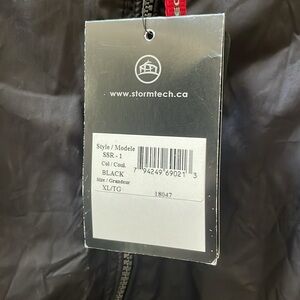 www.stormtech.ca
Style / Modele
SSR - 1
Col / Coul.
BLACK
7 94249 69021 3
Size / Grandeur
XL/TG
18047